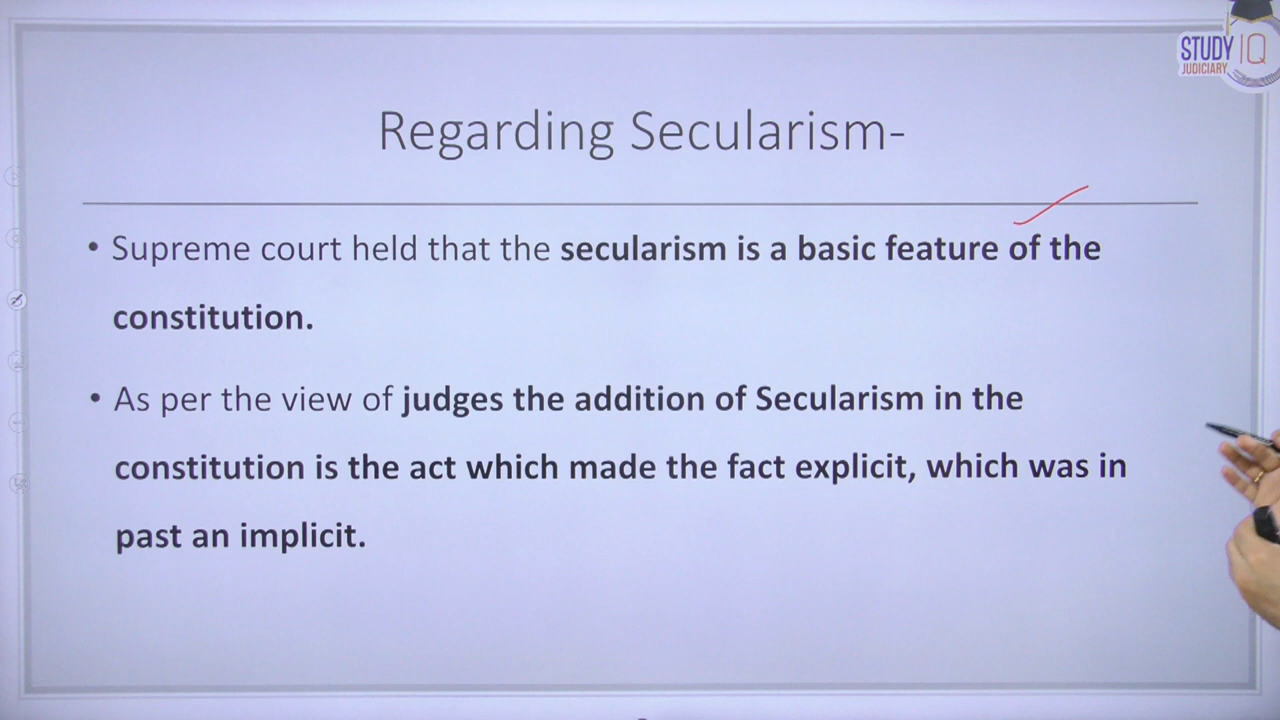 STUDY IQ
JUDICIARY
Regarding Secularism-
• Supreme court held that the secularism is a basic feature of the
constitution.
• As per the view of judges the addition of Secularism in the
constitution is the act which made the fact explicit, which was in
past an implicit.